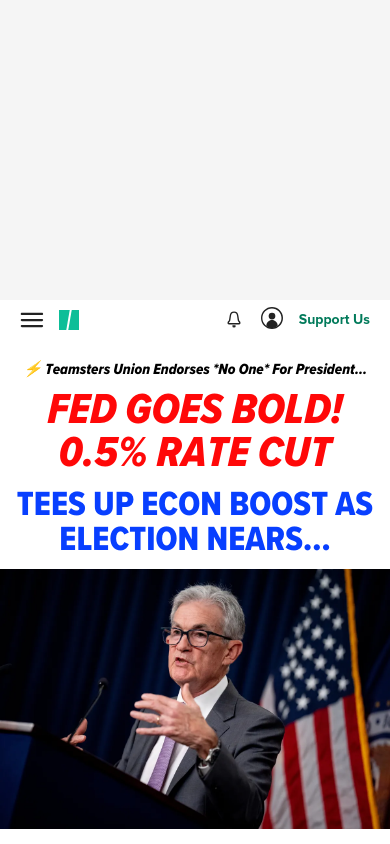 Support Us
⚡ Teamsters Union Endorses *No One* For President...
FED GOES BOLD!
0.5% RATE CUT
TEES UP ECON BOOST AS
ELECTION NEARS...